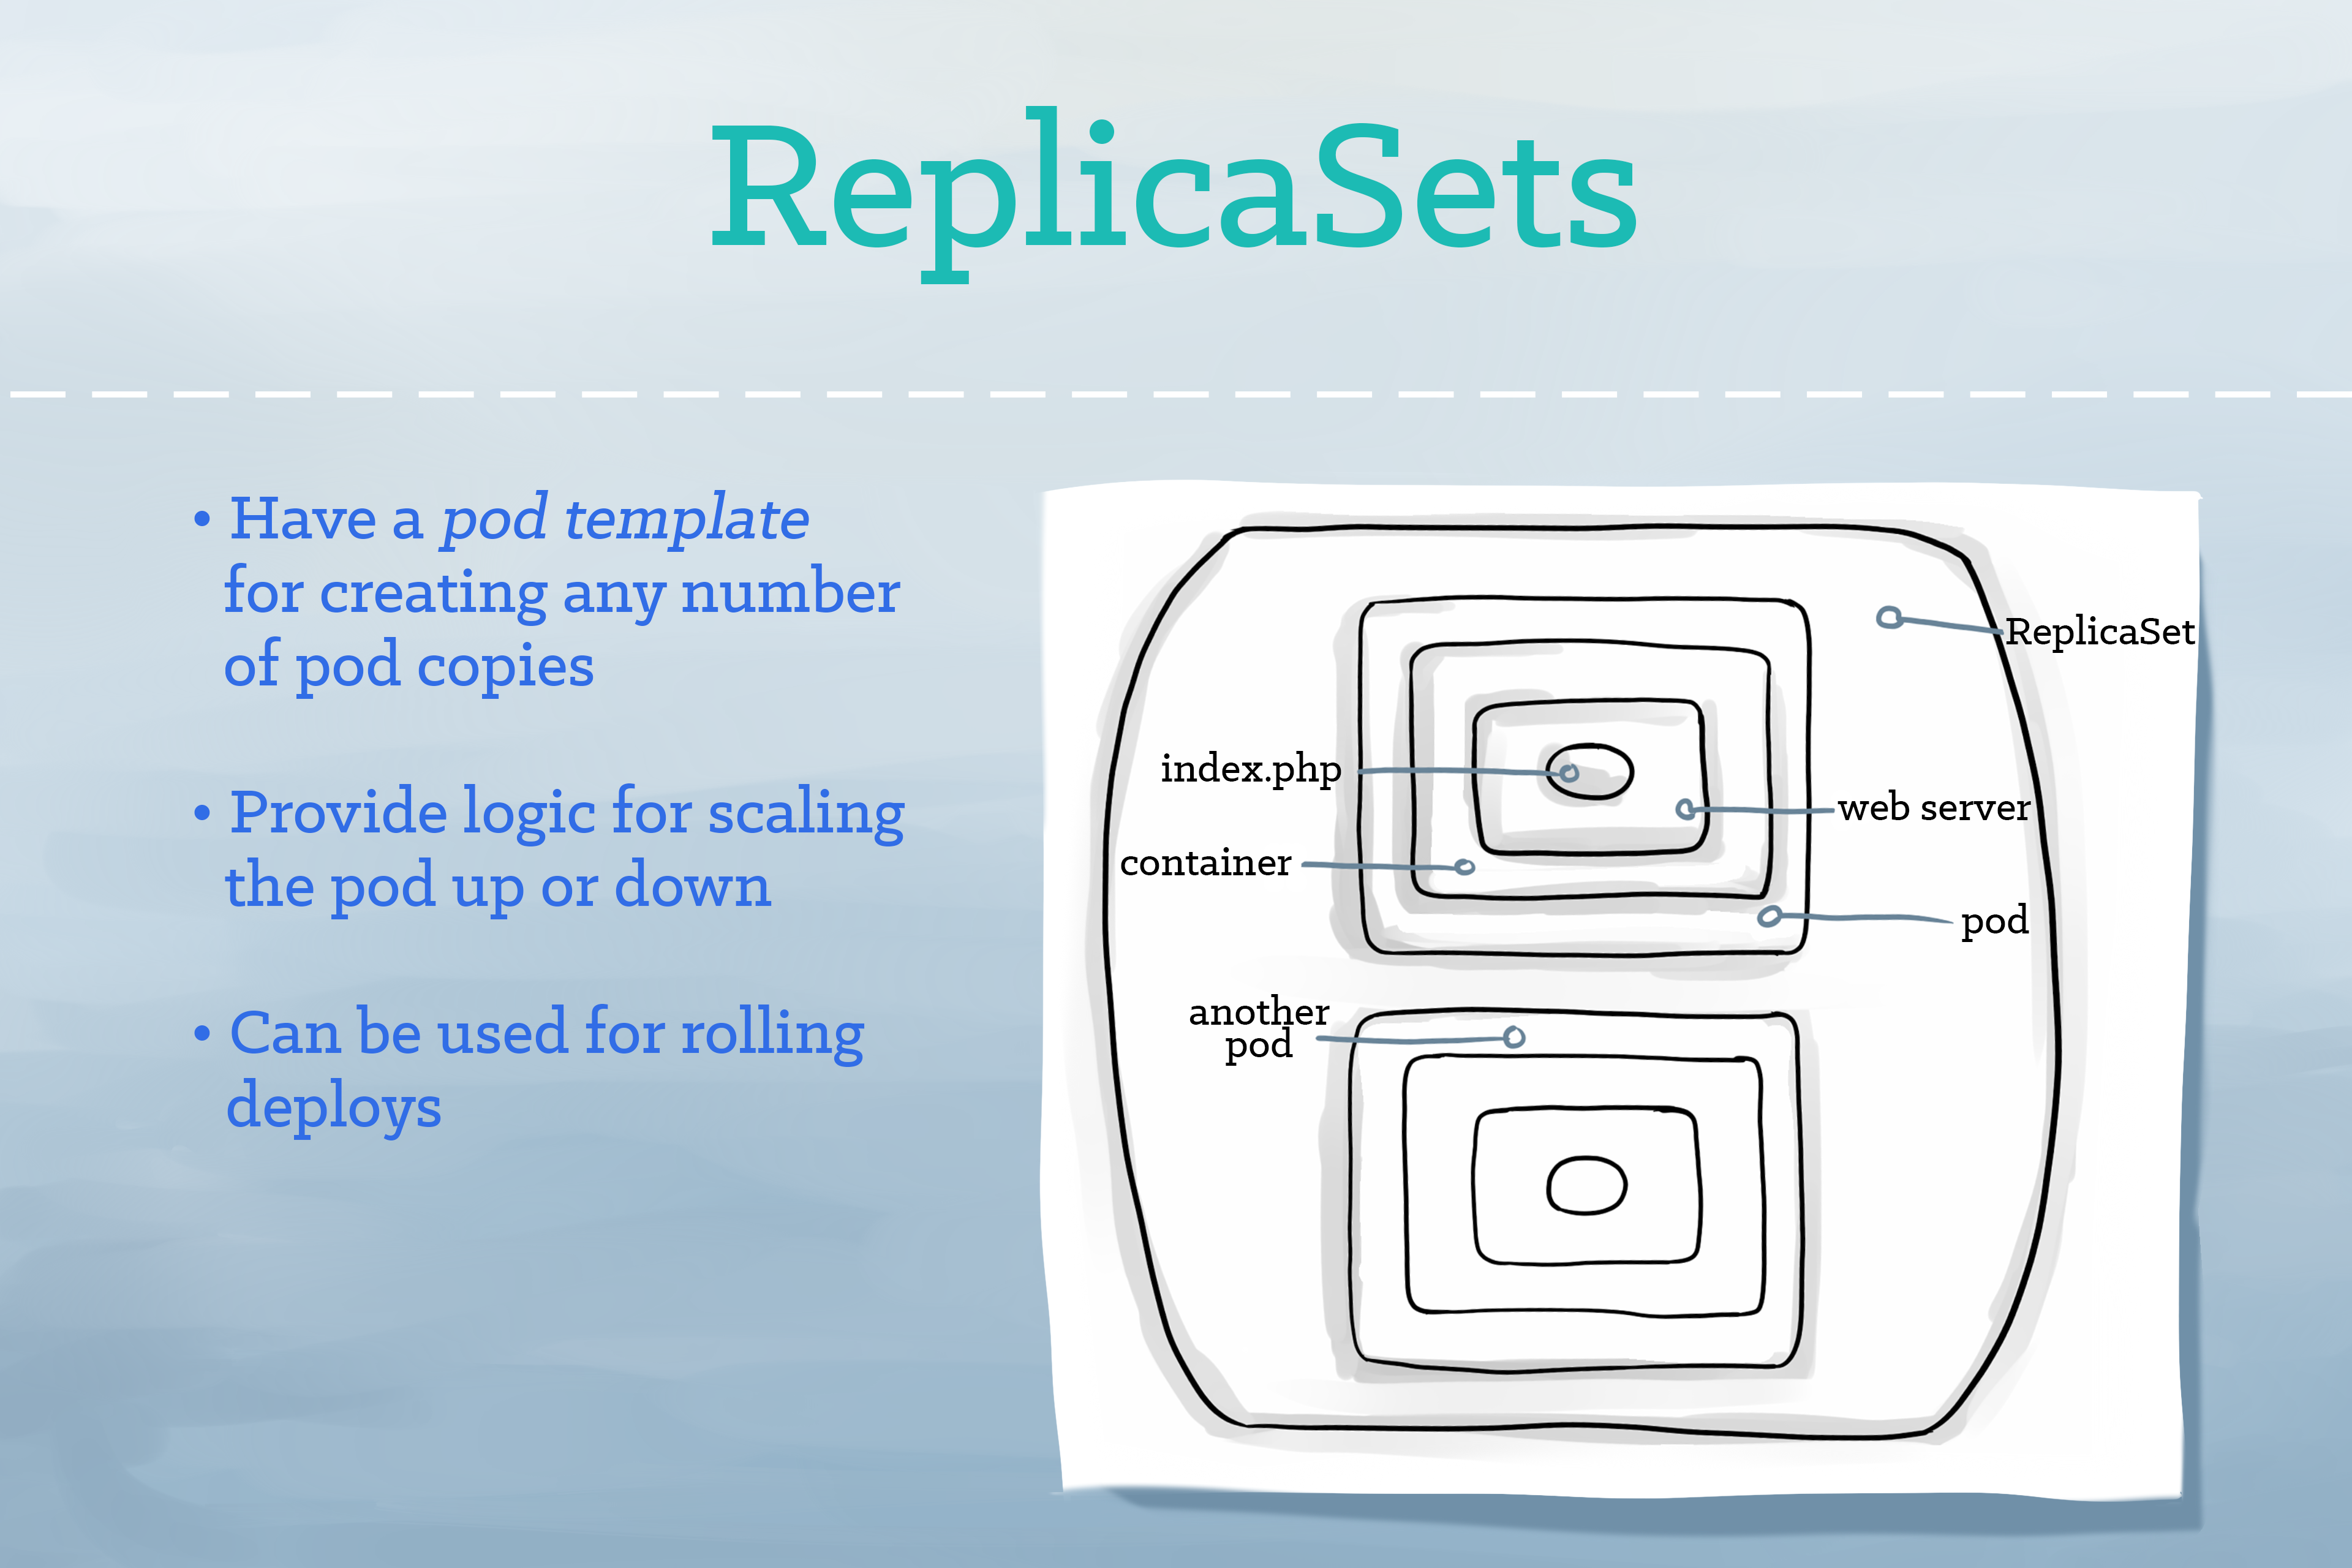 ReplicaSets
• Have a pod template
for creating any number
of pod copies
• Provide logic for scaling
the pod up or down
• Can be used for rolling
deploys
ReplicaSet
index.php
web server
container
pod
another
pod